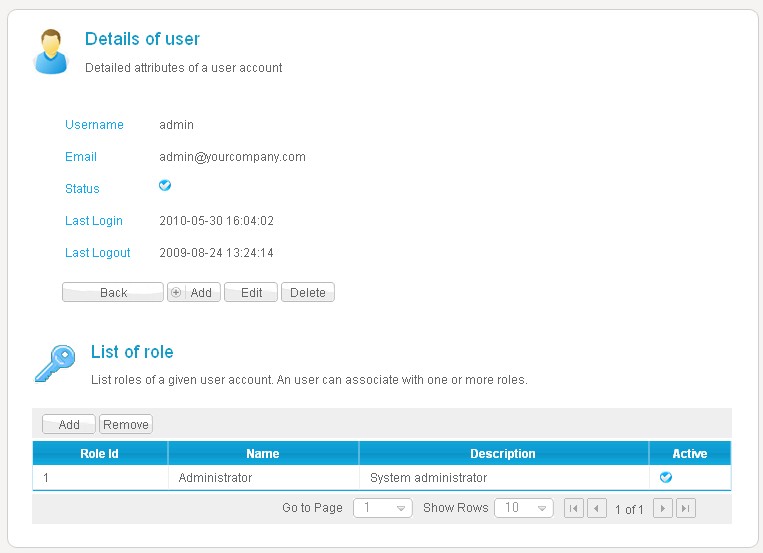 Details of user
Detailed attributes of a user account
Username admin
Email admin@yourcompany.com
Status
Last Login 2010-05-30 16:04:02
Last Logout 2009-08-24 13:24:14
Back Add Edit Delete
List of role
List roles of a given user account. An user can associate with one or more roles.
Add Remove
Role Id Name Description Active
1 Administrator System administrator
Go to Page 1 Show Rows 10 1 of 1